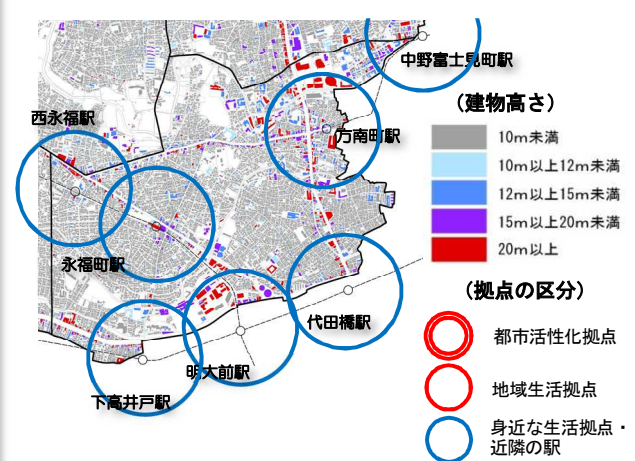 中野富士見町駅
西永福駅
方南町駅
永福町駅
代田橋駅
明大前駅
下高井戸駅
（建物高さ）
10ｍ未満
10ｍ以上12ｍ未満
12ｍ以上15ｍ未満
15ｍ以上20ｍ未満
20ｍ以上
（拠点の区分）
都市活性化拠点
地域生活拠点
身近な生活拠点・
近隣の駅